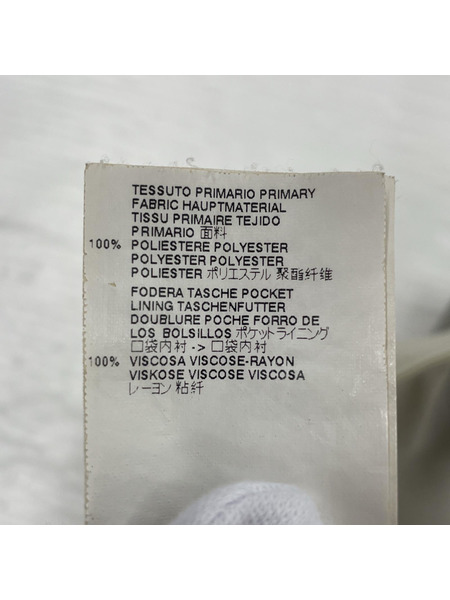 TESSUTO PRIMARIO PRIMARY
FABRIC HAUPTMATERIAL
TISSU PRIMAIRE TEJIDO
PRIMARIO 面料
100% POLIESTERE POLYESTER
POLYESTER POLYESTER
POLIESTER ポリエステル 聚酯纤维
FODERA TASCHE POCKET
LINING TASCHENFUTTER
DOUBLURE POCHE FORRO DE
LOS BOLSILLOS ポケットライニング
口袋内衬 -> 口袋内衬
100% VISCOSA VISCOSE-RAYON
VISKOSE VISCOSE VISCOSA
レーヨン 粘纤